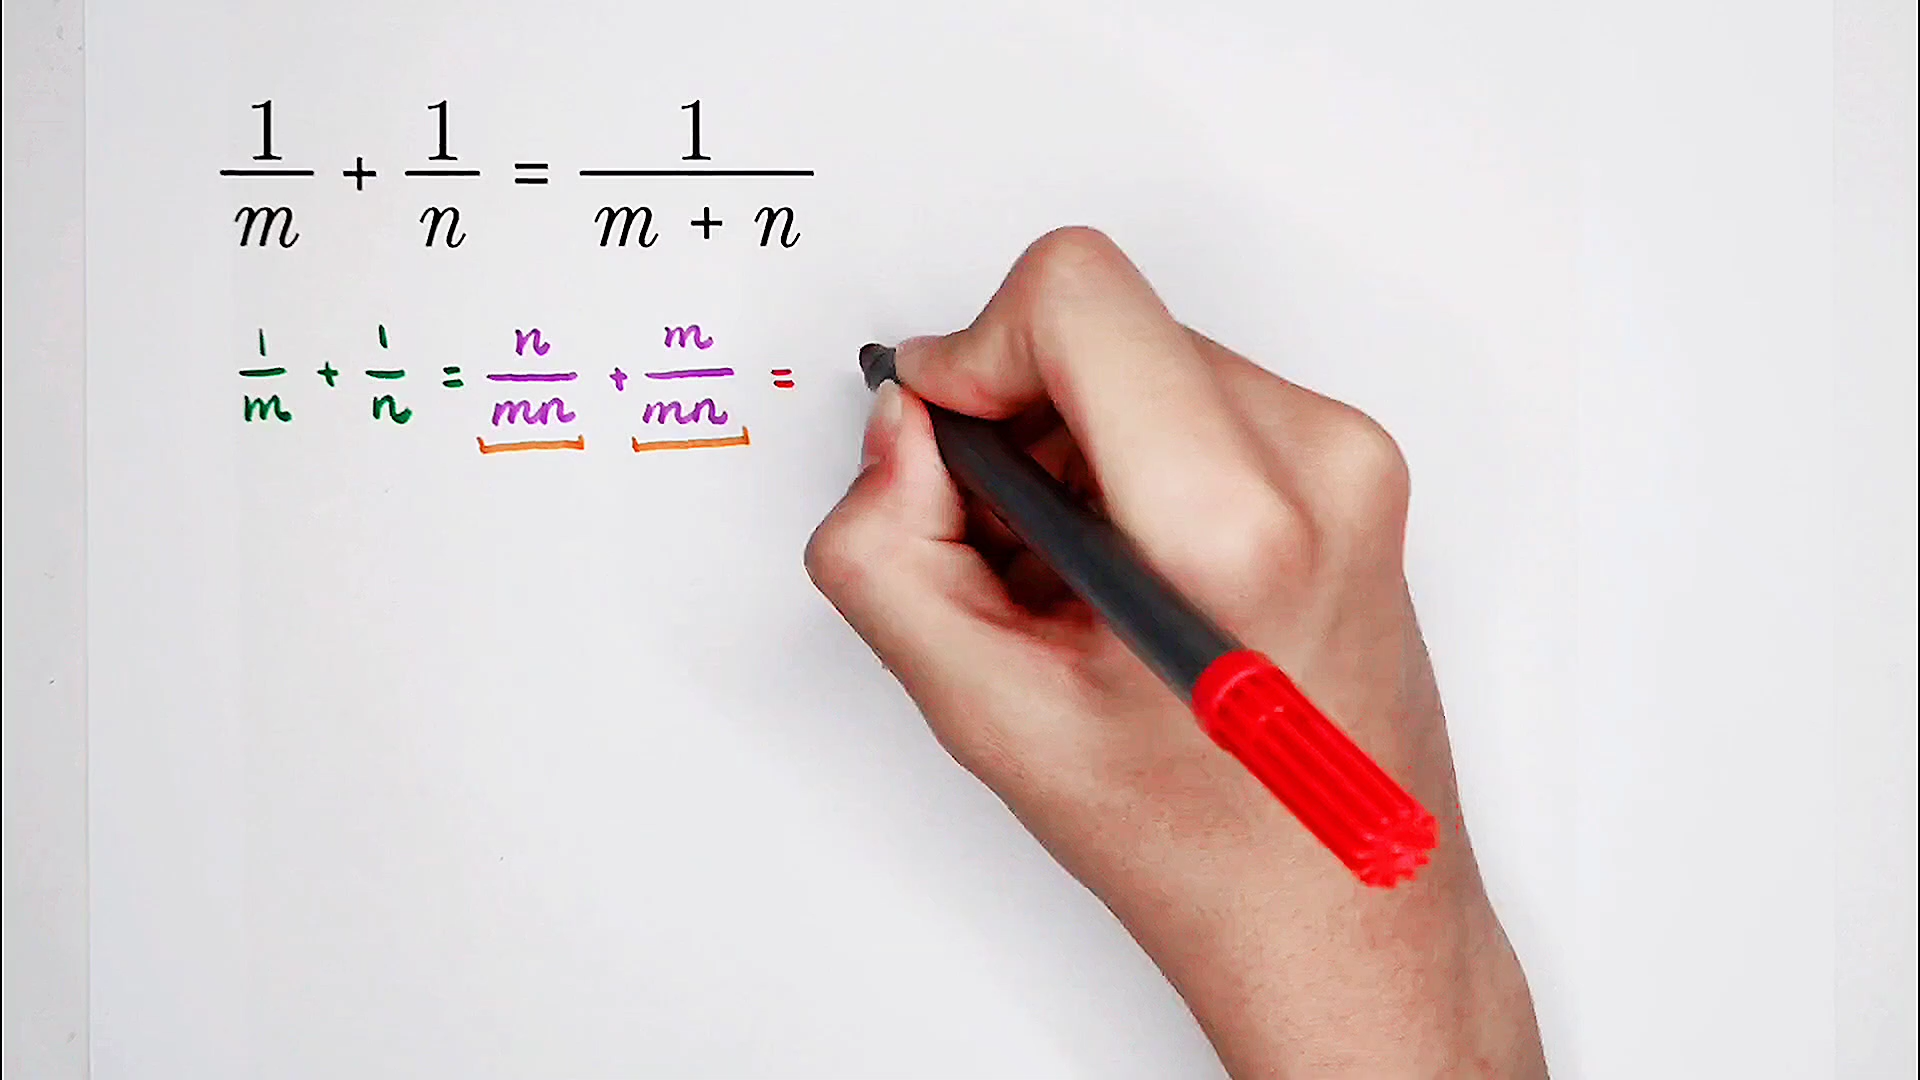 1/m + 1/n = 1/(m + n)
1/m + 1/n = n/mn + m/mn =